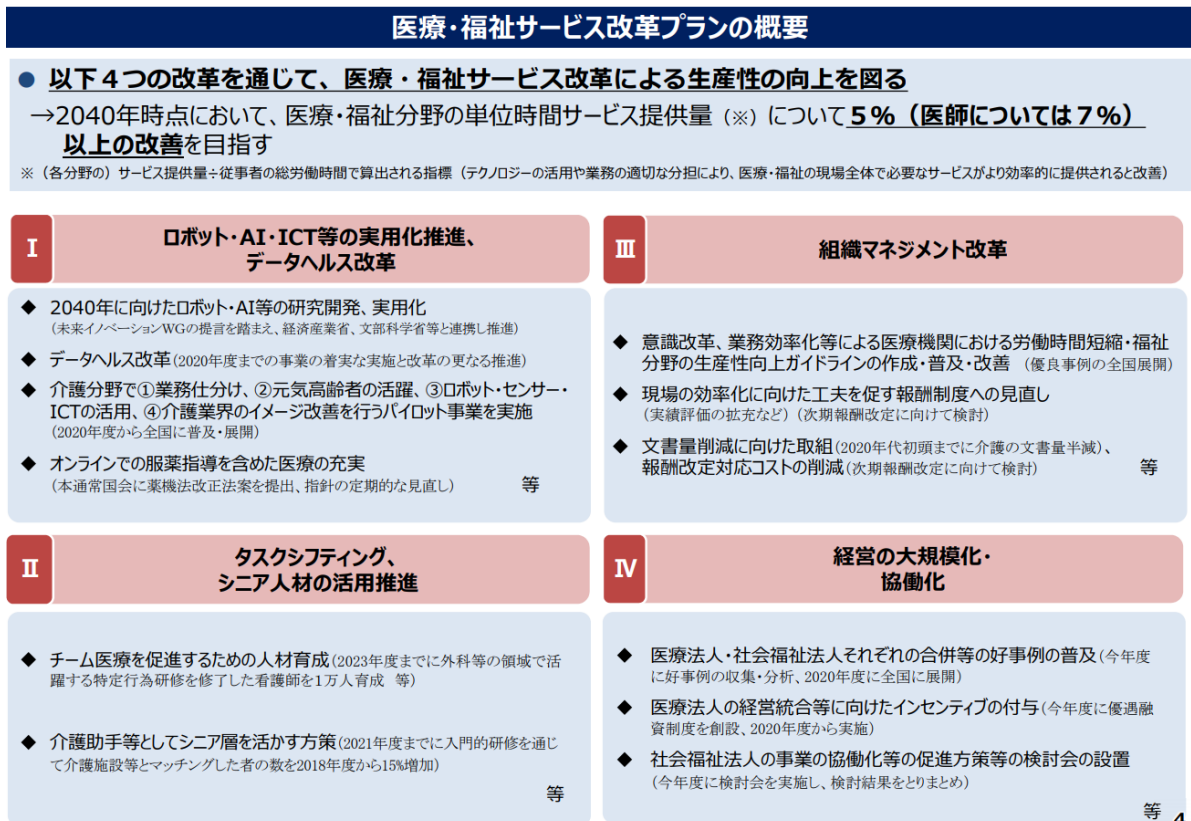 医療・福祉サービス改革プランの概要
● 以下４つの改革を通じて、医療・福祉サービス改革による生産性の向上を図る
→2040年時点において、医療・福祉分野の単位時間サービス提供量（※）について５％（医師については７％）
以上の改善を目指す
※（各分野の）サービス提供量÷従事者の総労働時間で算出される指標（テクノロジーの活用や業務の適切な分担により、医療・福祉の現場全体で必要なサービスがより効率的に提供されると改善）
Ⅰ
ロボット・AI・ICT等の実用化推進、
データヘルス改革
◆ 2040年に向けたロボット・AI等の研究開発、実用化
（未来イノベーションWGの提言を踏まえ、経済産業省、文部科学省等と連携し推進）
◆ データヘルス改革（2020年度までの事業の着実な実施と改革の更なる推進）
◆ 介護分野で①業務仕分け、②元気高齢者の活躍、③ロボット・センサー・
ICTの活用、④介護業界のイメージ改善を行うパイロット事業を実施
（2020年度から全国に普及・展開）
◆ オンラインでの服薬指導を含めた医療の充実
（本通常国会に薬機法改正法案を提出、指針の定期的な見直し） 等
Ⅱ
タスクシフティング、
シニア人材の活用推進
◆ チーム医療を促進するための人材育成（2023年度までに外科等の領域で活
躍する特定行為研修を修了した看護師を1万人育成 等）
◆ 介護助手等としてシニア層を活かす方策（2021年度までに入門的研修を通じ
て介護施設等とマッチングした者の数を2018年度から15%増加）
等
Ⅲ
組織マネジメント改革
◆ 意識改革、業務効率化等による医療機関における労働時間短縮・福祉
分野の生産性向上ガイドラインの作成・普及・改善 （優良事例の全国展開）
◆ 現場の効率化に向けた工夫を促す報酬制度への見直し
（実績評価の拡充など）（次期報酬改定に向けて検討）
◆ 文書量削減に向けた取組（2020年代初頭までに介護の文書量半減）、
報酬改定対応コストの削減（次期報酬改定に向けて検討） 等
Ⅳ
経営の大規模化・
協働化
◆ 医療法人・社会福祉法人それぞれの合併等の好事例の普及（今年度
に好事例の収集・分析、2020年度に全国に展開）
◆ 医療法人の経営統合等に向けたインセンティブの付与（今年度に優遇融
資制度を創設、2020年度から実施）
◆ 社会福祉法人の事業の協働化等の促進方策等の検討会の設置
（今年度に検討会を実施し、検討結果をとりまとめ）
等
4